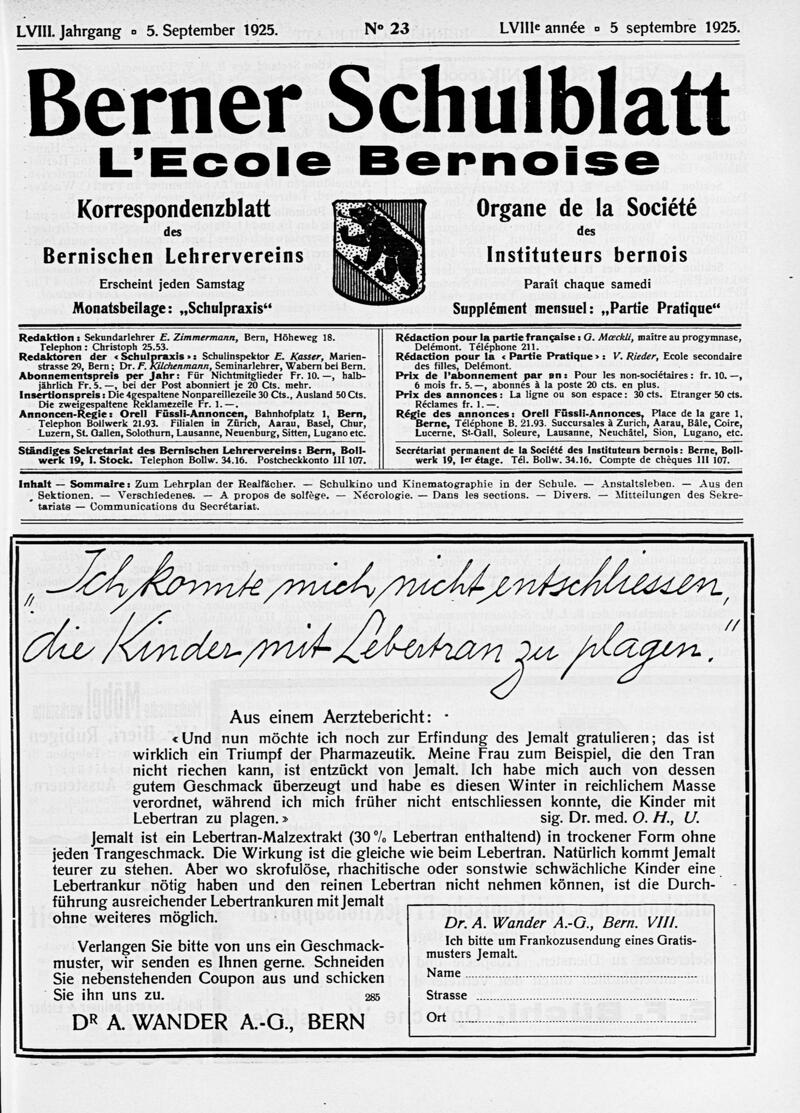 LVIII. Jahrgang ▫ 5. September 1925.
N° 23
LVIIIe année ▫ 5 septembre 1925.
Berner Schulblatt
L'Ecole Bernoise
Korrespondenzblatt
des
Bernischen Lehrervereins
Erscheint jeden Samstag
Monatsbeilage: „Schulpraxis“
Organe de la Société
des
Instituteurs bernois
Paraît chaque samedi
Supplément mensuel: „Partie Pratique“
Redaktion: Sekundarlehrer E. Zimmermann, Bern, Höheweg 18.
Telephon: Christoph 25.53.
Redaktoren der «Schulpraxis»: Schulinspektor E. Kasser, Marien-
strasse 29, Bern; Dr. F. Kilchenmann, Seminarlehrer, Wabern bei Bern.
Abonnementspreis per Jahr: Für Nichtmitglieder Fr. 10. —, halb-
jährlich Fr. 5. —, bei der Post abonniert je 20 Cts. mehr.
Insertionspreis: Die 4gespaltene Nonpareillezeile 30 Cts., Ausland 50 Cts.
Die zweigespaltene Reklamezeile Fr. 1. —.
Annoncen-Regie: Orell Füssli-Annoncen, Bahnhofplatz 1, Bern,
Telephon Bollwerk 21.93. Filialen in Zürich, Aarau, Basel, Chur,
Luzern, St. Gallen, Solothurn, Lausanne, Neuenburg, Sitten, Lugano etc.
Ständiges Sekretariat des Bernischen Lehrervereins: Bern, Boll-
werk 19, I. Stock. Telephon Bollw. 34.16. Postcheckkonto III 107.
Rédaction pour la partie française: G. Mœckli, maître au progymnase,
Delémont. Téléphone 211.
Rédaction pour la «Partie Pratique»: V. Rieder, Ecole secondaire
des filles, Delémont.
Prix de l'abonnement par an: Pour les non-sociétaires: fr. 10. —,
6 mois fr. 5. —, abonnés à la poste 20 cts. en plus.
Prix des annonces: La ligne ou son espace: 30 cts. Etranger 50 cts.
Réclames fr. 1. —.
Régie des annonces: Orell Füssli-Annonces, Place de la gare 1,
Berne, Téléphone B. 21.93. Succursales à Zurich, Aarau, Bâle, Coire,
Lucerne, St-Gall, Soleure, Lausanne, Neuchâtel, Sion, Lugano, etc.
Secrétariat permanent de la Société des Instituteurs bernois: Berne, Boll-
werk 19, Ier étage. Tél. Bollw. 34.16. Compte de chèques III 107.
Inhalt — Sommaire: Zum Lehrplan der Realfächer. — Schulkino und Kinematographie in der Schule. — Anstaltsleben. — Aus den
Sektionen. — Verschiedenes. — A propos de solfège. — Nécrologie. — Dans les sections. — Divers. — Mitteilungen des Sekre-
tariats — Communications du Secrétariat.
„Ich konnte mich nicht entschliessen,
die Kinder mit Lebertran zu plagen.“
Aus einem Aerztebericht:
«Und nun möchte ich noch zur Erfindung des Jemalt gratulieren; das ist
wirklich ein Triumpf der Pharmazeutik. Meine Frau zum Beispiel, die den Tran
nicht riechen kann, ist entzückt von Jemalt. Ich habe mich auch von dessen
gutem Geschmack überzeugt und habe es diesen Winter in reichlichem Masse
verordnet, während ich mich früher nicht entschliessen konnte, die Kinder mit
Lebertran zu plagen.» sig. Dr. med. O. H., U.
Jemalt ist ein Lebertran-Malzextrakt (30 % Lebertran enthaltend) in trockener Form ohne
jeden Trangeschmack. Die Wirkung ist die gleiche wie beim Lebertran. Natürlich kommt Jemalt
teurer zu stehen. Aber wo skrofulöse, rhachitische oder sonstwie schwächliche Kinder eine
Lebertrankur nötig haben und den reinen Lebertran nicht nehmen können, ist die Durch-
führung ausreichender Lebertrankuren mit Jemalt
ohne weiteres möglich.
Verlangen Sie bitte von uns ein Geschmack-
muster, wir senden es Ihnen gerne. Schneiden
Sie nebenstehenden Coupon aus und schicken
Sie ihn uns zu. 285
DR A. WANDER A.-G., BERN
Dr. A. Wander A.-G., Bern. VIII.
Ich bitte um Frankozusendung eines Gratis-
musters Jemalt.
Name
Strasse
Ort